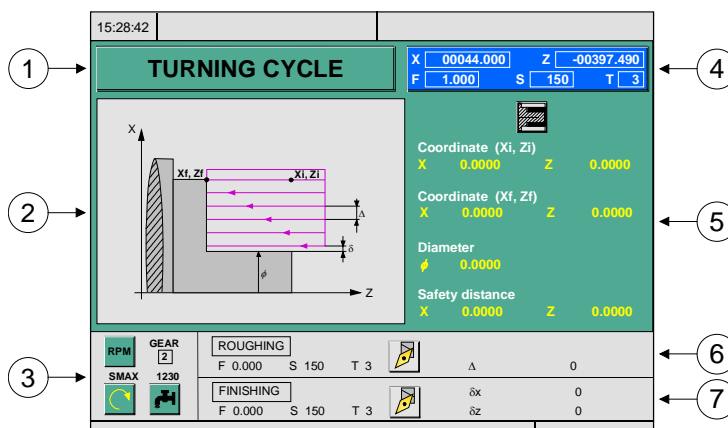 15:28:42
1
TURNING CYCLE
X 00044.000 Z -00397.490
F 1.000 S 150 T 3
4
2
X
Xf, Zf
Xi, Zi
Δ
δ
ϕ
Z
Coordinate (Xi, Zi)
X 0.0000 Z 0.0000
Coordinate (Xf, Zf)
X 0.0000 Z 0.0000
Diameter
ϕ 0.0000
Safety distance
X 0.0000 Z 0.0000
5
3
RPM
GEAR
2
SMAX 1230
ROUGHING
F 0.000 S 150 T 3 Δ 0
6
FINISHING
δx 0
F 0.000 S 150 T 3 δz 0
7